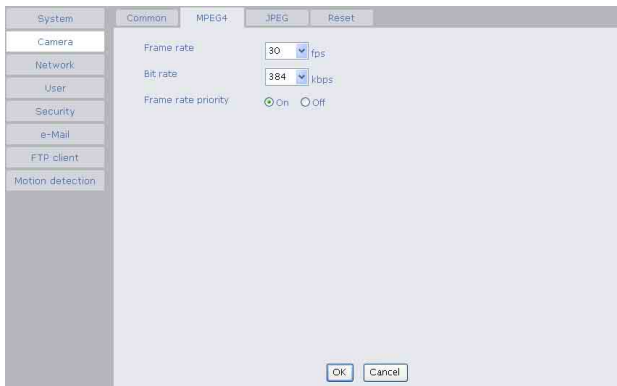 System
Camera
Network
User
Security
e-Mail
FTP client
Motion detection
Common MPEG4 JPEG Reset
Frame rate 30 fps
Bit rate 384 kbps
Frame rate priority On Off
OK Cancel